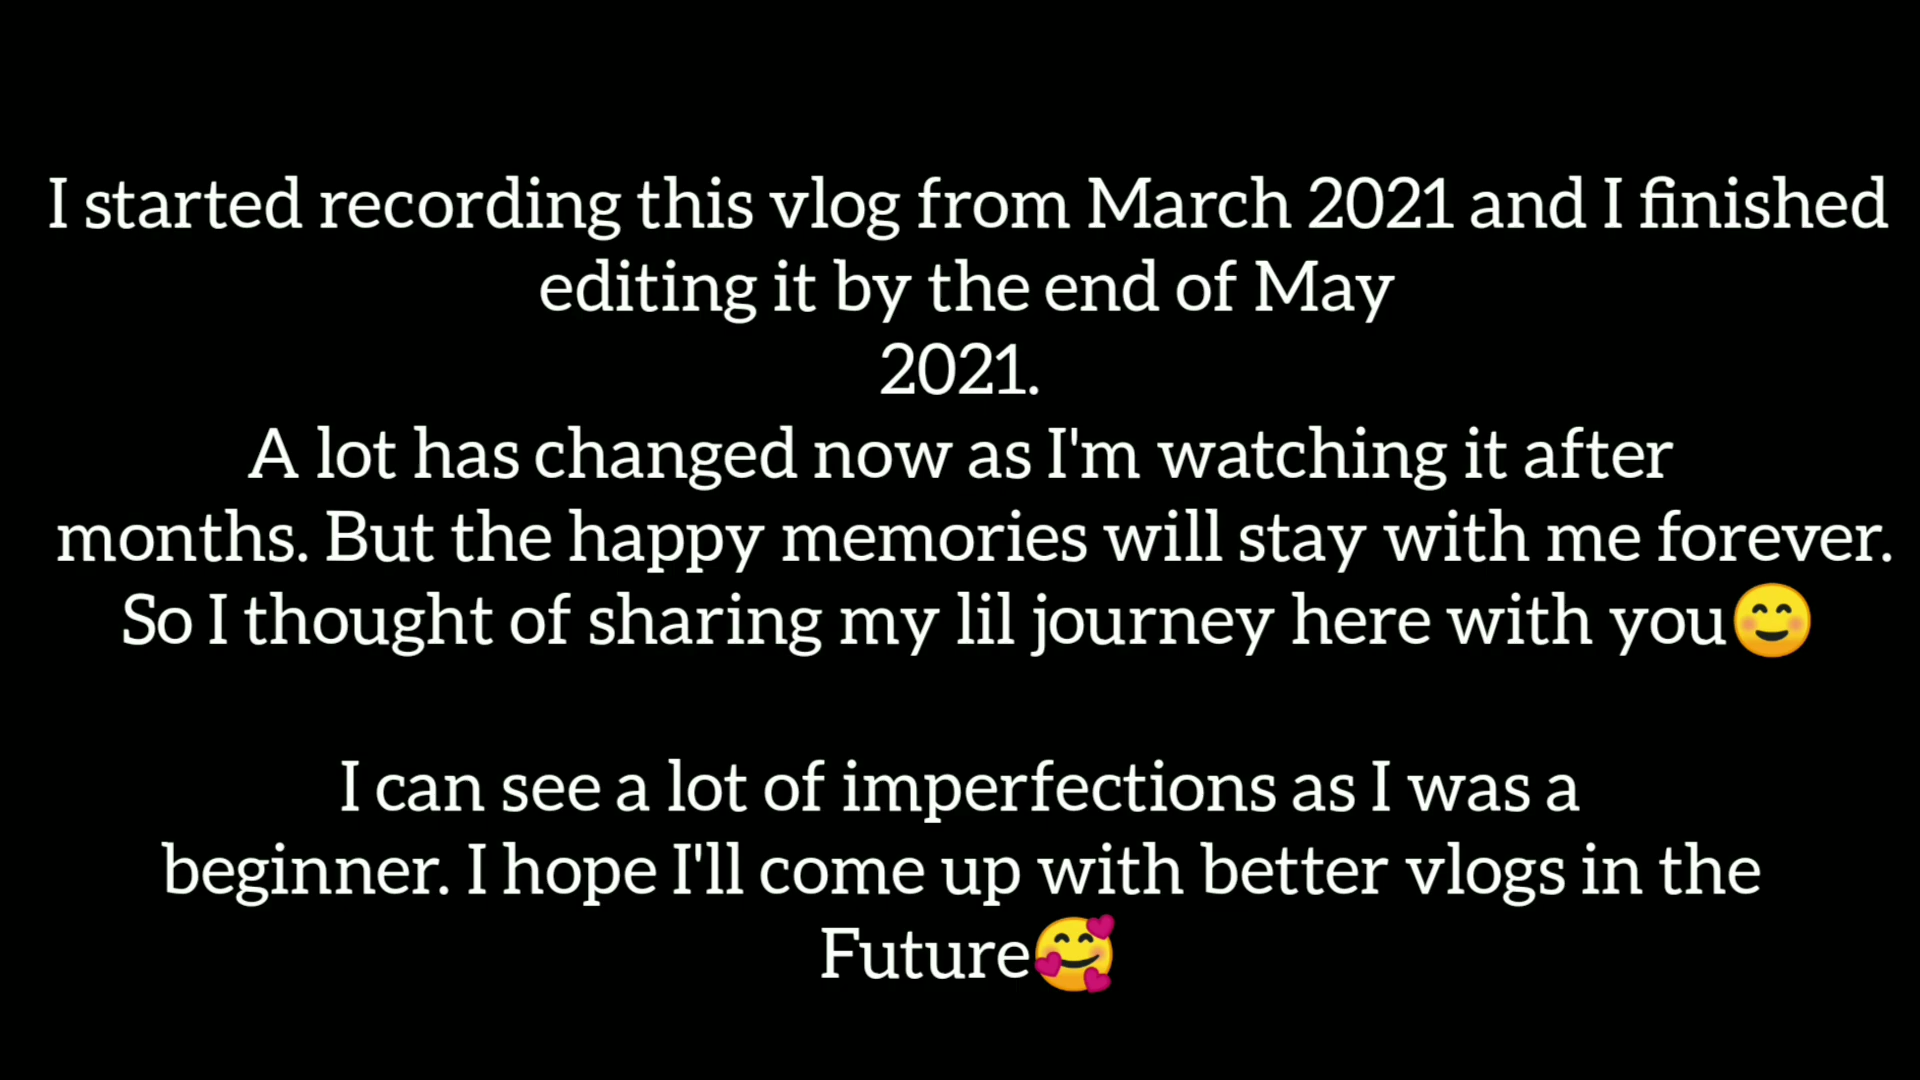 I started recording this vlog from March 2021 and I finished
editing it by the end of May
2021.
A lot has changed now as I'm watching it after
months. But the happy memories will stay with me forever.
So I thought of sharing my lil journey here with you😊
I can see a lot of imperfections as I was a
beginner. I hope I'll come up with better vlogs in the
Future🥰